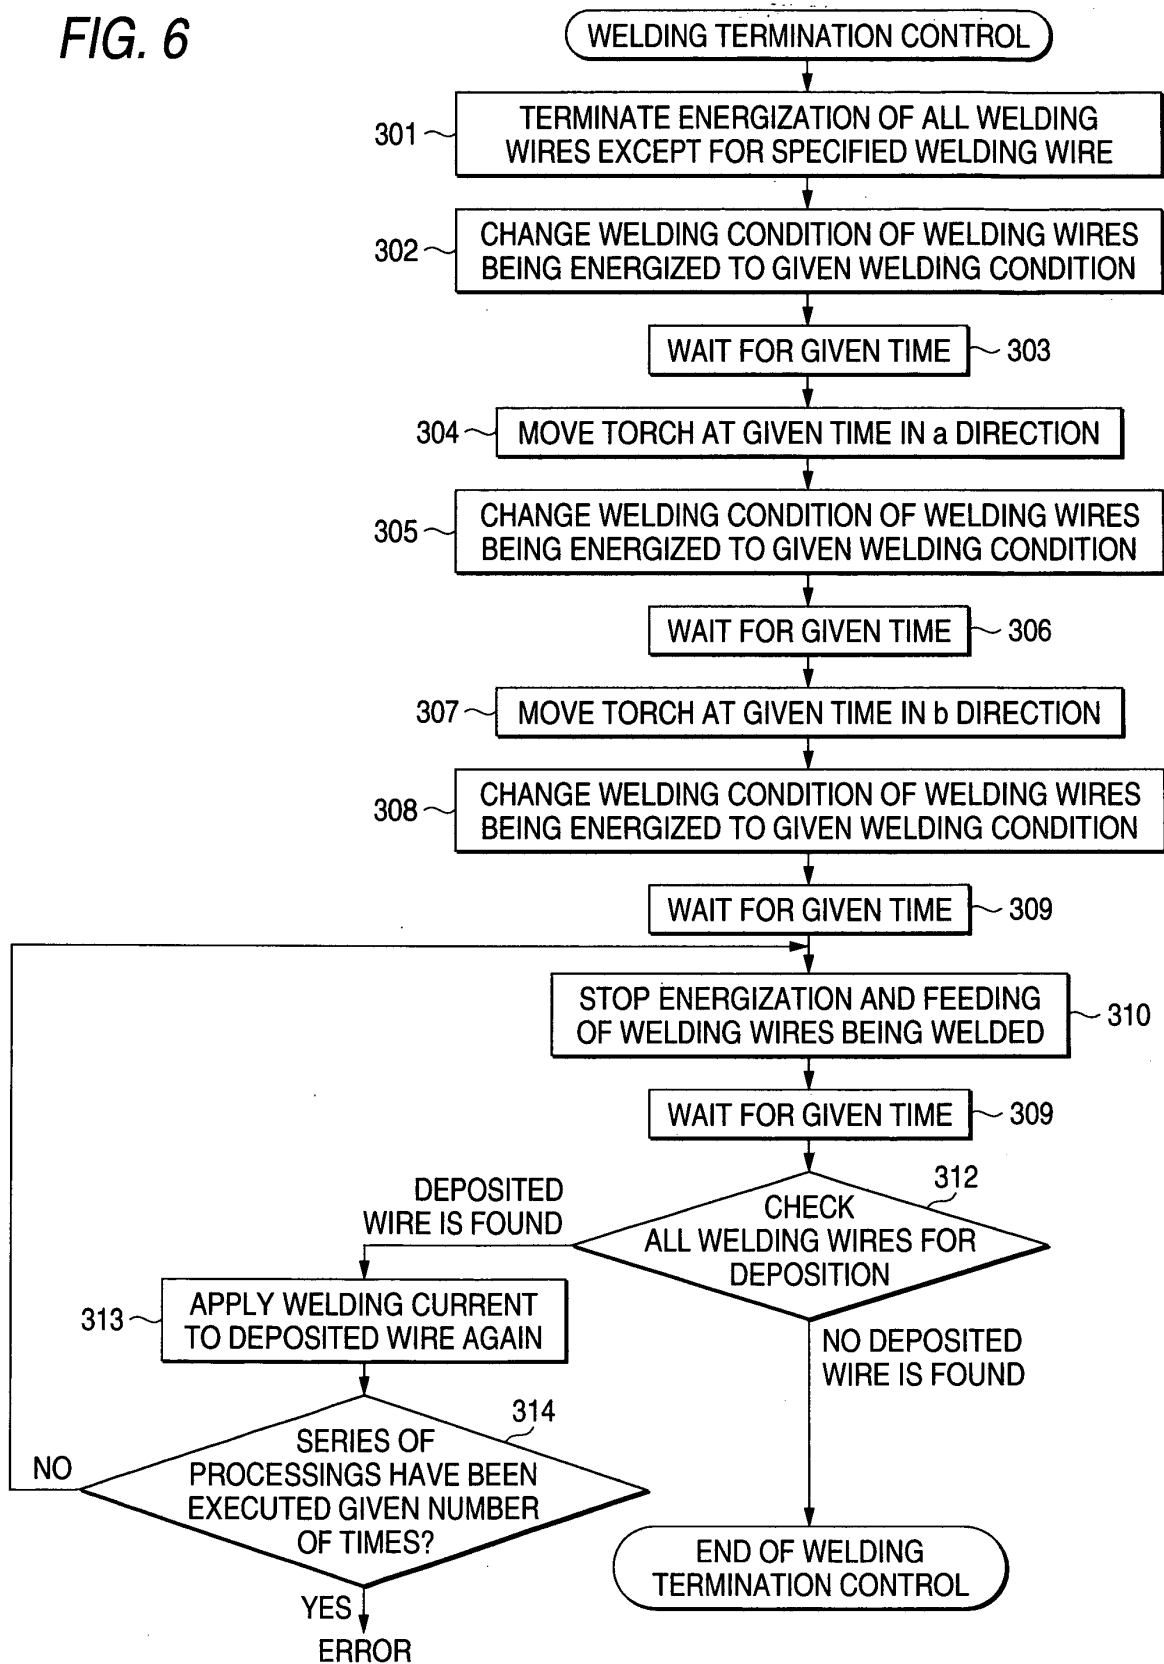 FIG. 6
WELDING TERMINATION CONTROL
301
TERMINATE ENERGIZATION OF ALL WELDING
WIRES EXCEPT FOR SPECIFIED WELDING WIRE
302
CHANGE WELDING CONDITION OF WELDING WIRES
BEING ENERGIZED TO GIVEN WELDING CONDITION
WAIT FOR GIVEN TIME
303
304
MOVE TORCH AT GIVEN TIME IN a DIRECTION
305
CHANGE WELDING CONDITION OF WELDING WIRES
BEING ENERGIZED TO GIVEN WELDING CONDITION
WAIT FOR GIVEN TIME
306
307
MOVE TORCH AT GIVEN TIME IN b DIRECTION
308
CHANGE WELDING CONDITION OF WELDING WIRES
BEING ENERGIZED TO GIVEN WELDING CONDITION
WAIT FOR GIVEN TIME
309
STOP ENERGIZATION AND FEEDING
OF WELDING WIRES BEING WELDED
310
WAIT FOR GIVEN TIME
309
312
CHECK
ALL WELDING WIRES FOR
DEPOSITION
DEPOSITED
WIRE IS FOUND
313
APPLY WELDING CURRENT
TO DEPOSITED WIRE AGAIN
NO DEPOSITED
WIRE IS FOUND
314
SERIES OF
PROCESSINGS HAVE BEEN
EXECUTED GIVEN NUMBER
OF TIMES?
NO
YES
ERROR
END OF WELDING
TERMINATION CONTROL